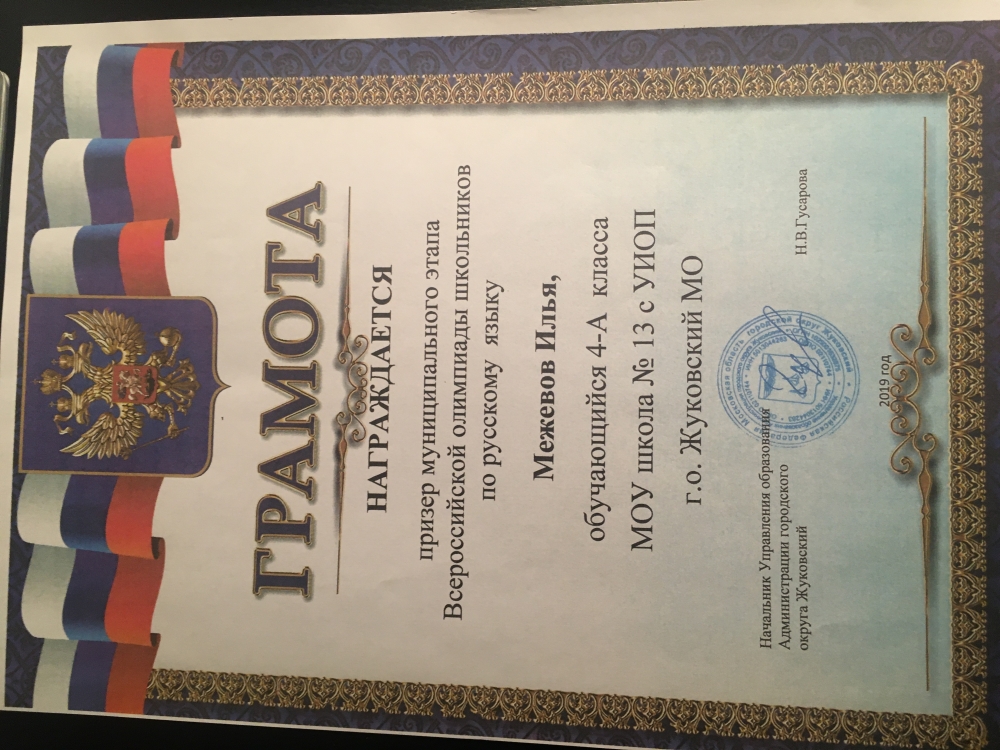 ГРАМОТА
НАГРАЖДАЕТСЯ
призер муниципального этапа
Всероссийской олимпиады школьников
по русскому языку
Межевов Илья,
обучающийся 4-А класса
МОУ школа № 13 с УИОП
г.о. Жуковский МО
Начальник Управления образования
Администрации городского
округа Жуковский
Н.В.Гусарова
2019 год